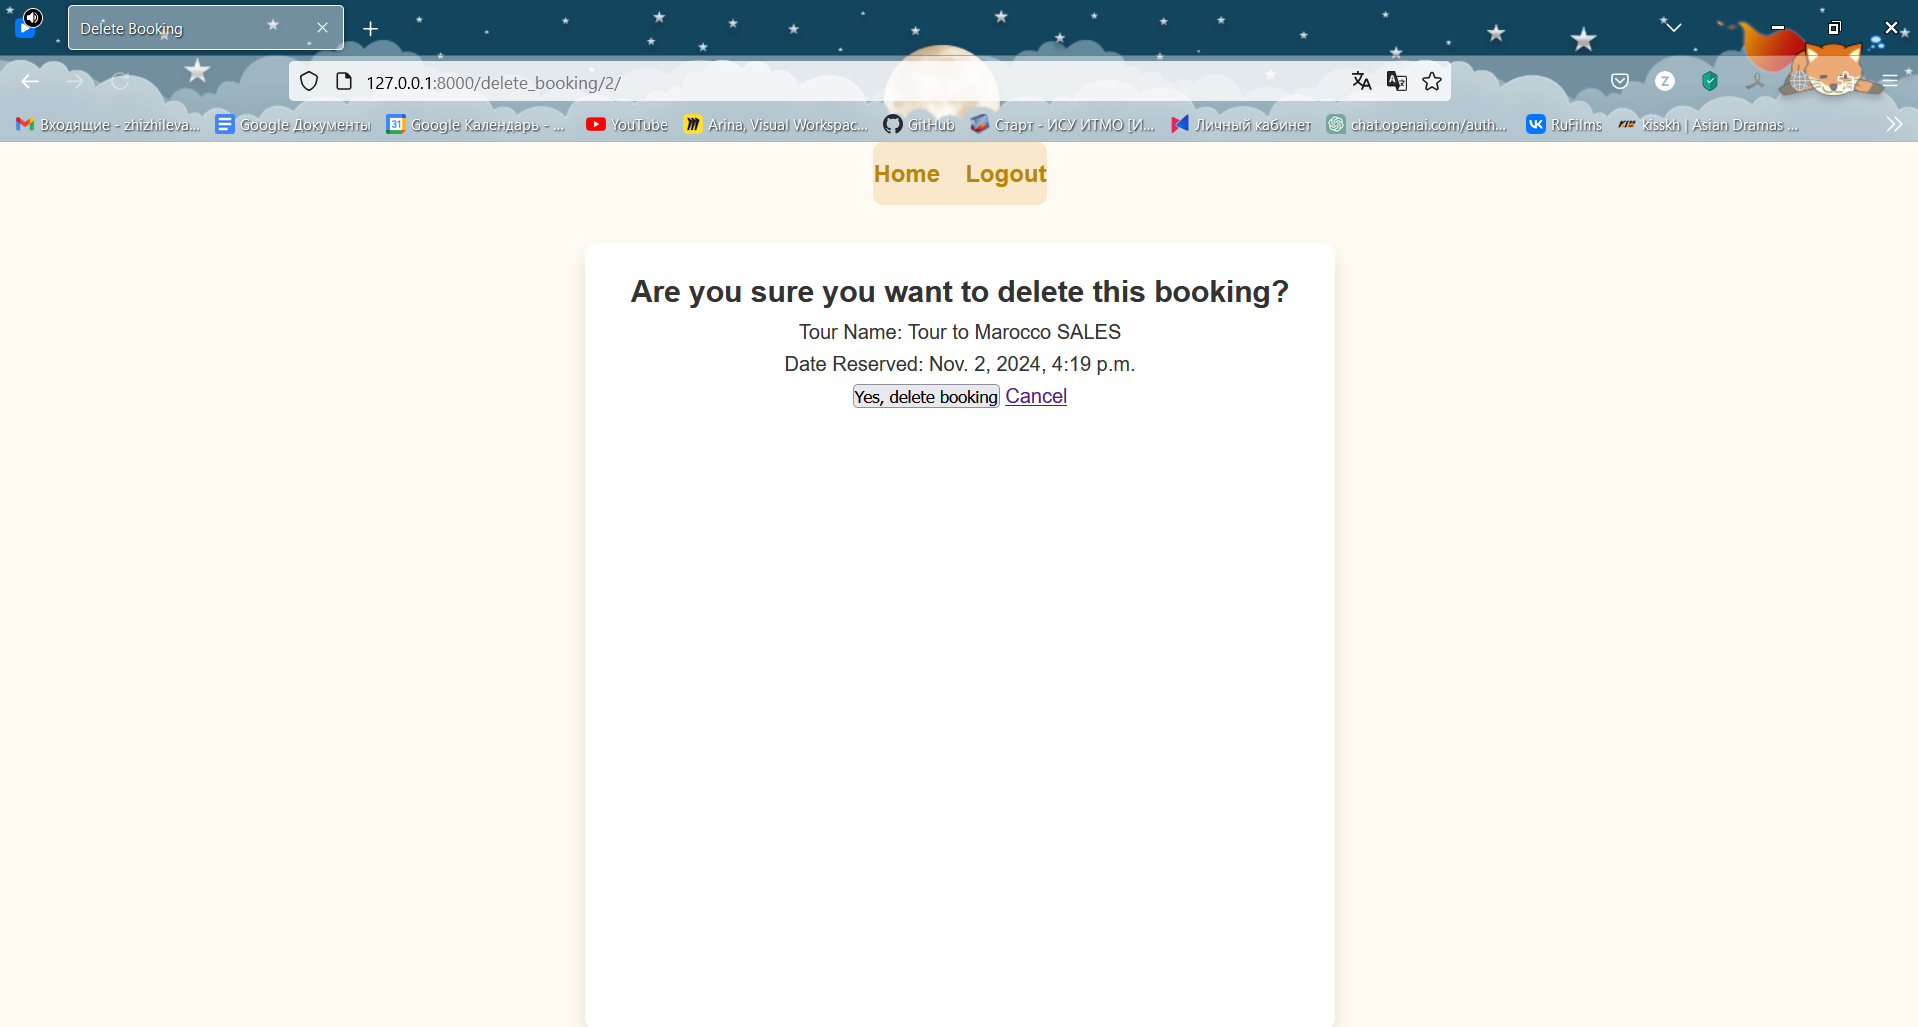 Delete Booking
127.0.0.1:8000/delete_booking/2/
Входящие - zhizhileva... Google Документы 31 Google Календарь - ... YouTube Arina, Visual Workspac... GitHub Старт - ИСУ ИТМО [И... Личный кабинет chat.openai.com/auth... RuFilms kisskh | Asian Dramas ...
Home Logout
Are you sure you want to delete this booking?
Tour Name: Tour to Marocco SALES
Date Reserved: Nov. 2, 2024, 4:19 p.m.
Yes, delete booking Cancel